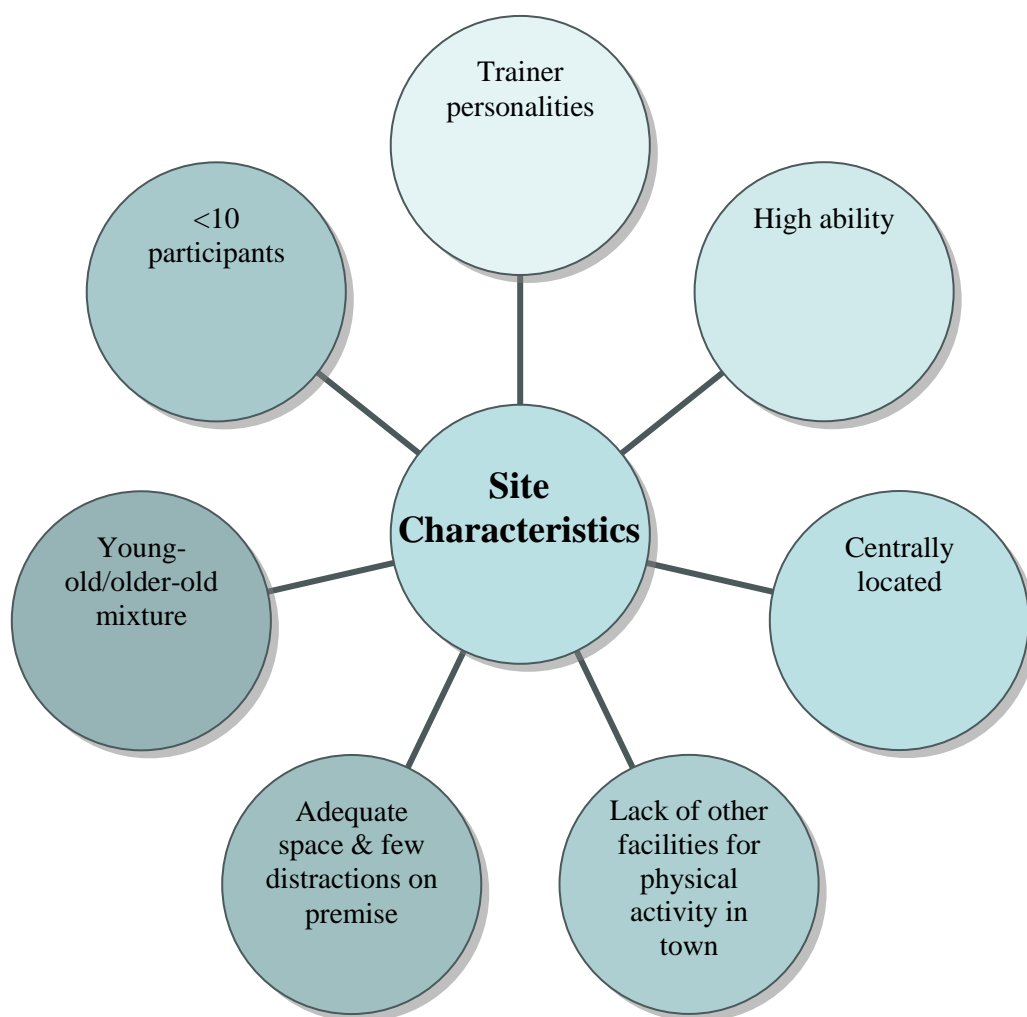 Trainer
personalities
High ability
<10
participants
Site
Characteristics
Centrally
located
Young-
old/older-old
mixture
Adequate
space & few
distractions on
premise
Lack of other
facilities for
physical
activity in
town